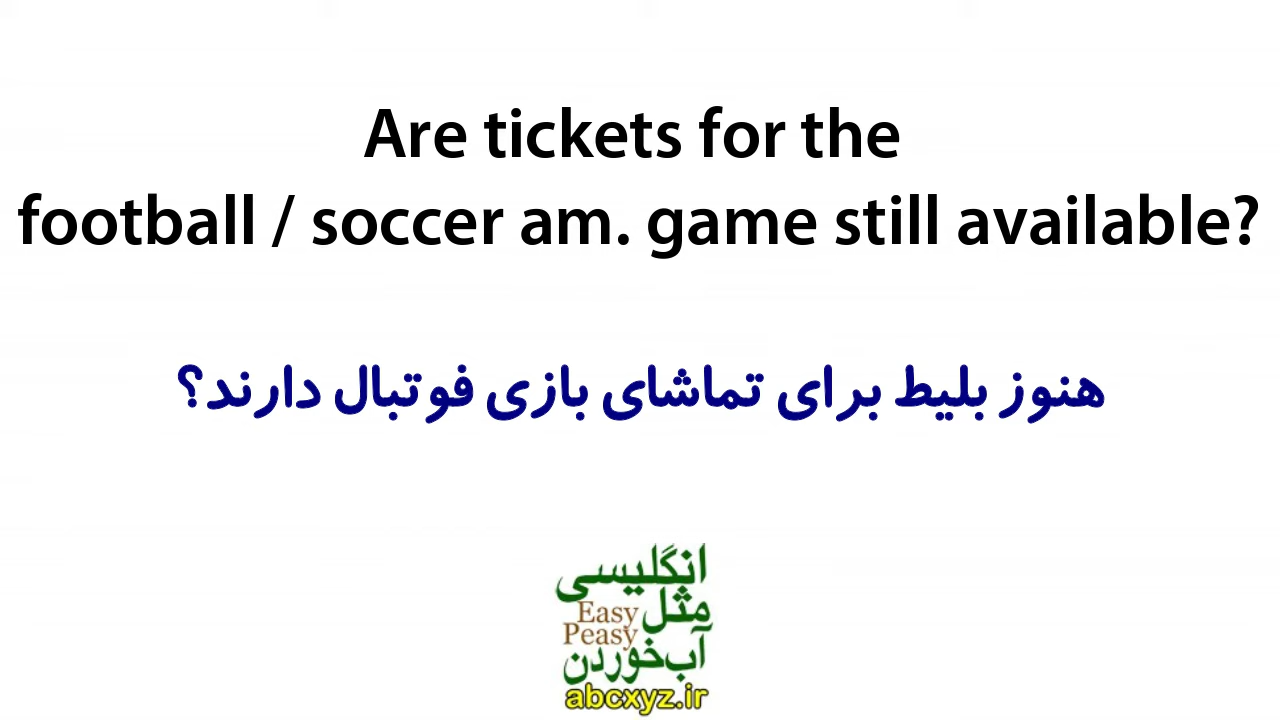 Are tickets for the
football / soccer am. game still available?
هنوز بلیط برای تماشای بازی فوتبال دارند؟
انگلیسی
مثل
Easy
Peasy
آب‌خوردن
abcxyz.ir